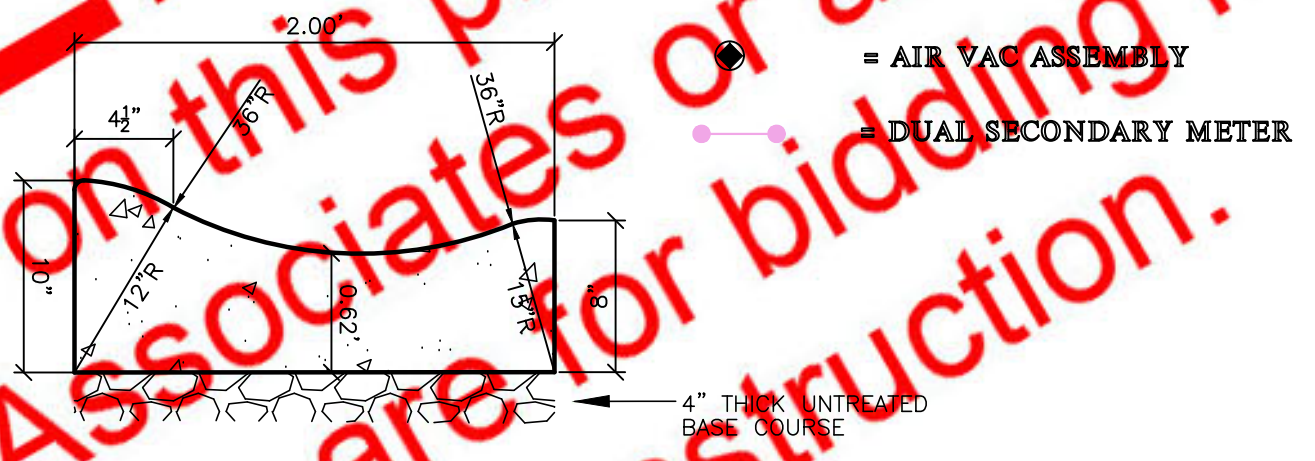 2.00'
on this p
or a
bidding
= AIR VAC ASSEMBLY
4½"
36"R
36"R
= DUAL SECONDARY METER
Associates
10"
12"R
0.62'
15"R
8"
are for
construction.
4" THICK UNTREATED
BASE COURSE